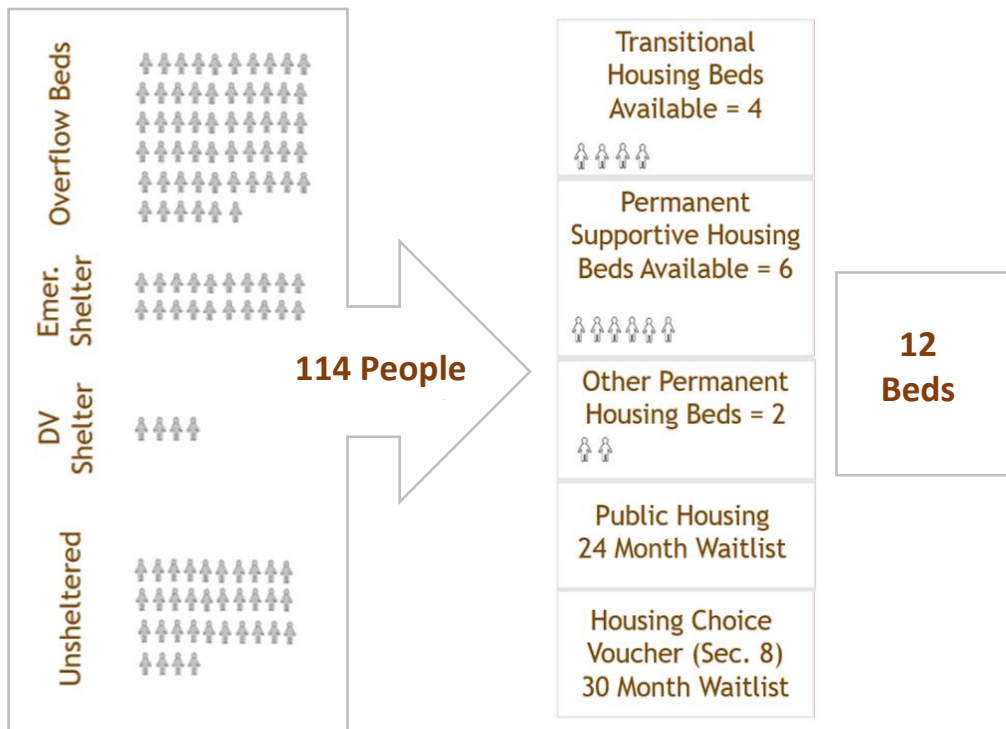 Overflow Beds
Emer.
Shelter
DV
Shelter
Unsheltered
114 People
Transitional
Housing Beds
Available = 4
Permanent
Supportive Housing
Beds Available = 6
Other Permanent
Housing Beds = 2
Public Housing
24 Month Waitlist
Housing Choice
Voucher (Sec. 8)
30 Month Waitlist
12
Beds